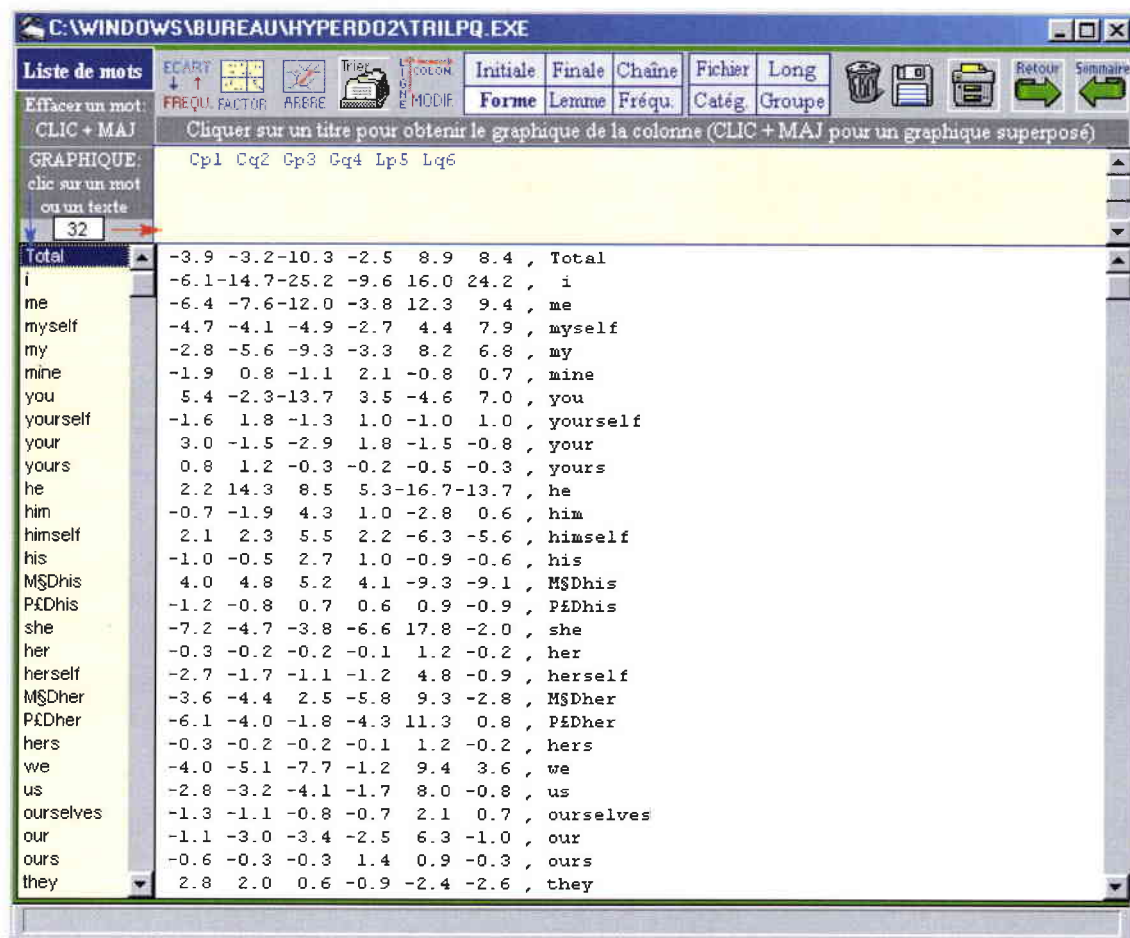 C:\WINDOWS\BUREAU\HYPERDO2\TRILPQ.EXE
Liste de mots ECART Trier LIGNE COLON. Initiale Finale Chaîne Fichier Long Retour Sommaire
Effacer un mot: FREQU. FACTOR ARBRE MODIF Forme Lemme Fréqu. Catég. Groupe
CLIC + MAJ Cliquer sur un titre pour obtenir le graphique de la colonne (CLIC + MAJ pour un graphique superposé)
GRAPHIQUE: Cp1 Cq2 Gp3 Gq4 Lp5 Lq6
clic sur un mot
ou un texte
32
Total -3.9 -3.2-10.3 -2.5 8.9 8.4 , Total
i -6.1-14.7-25.2 -9.6 16.0 24.2 , i
me -6.4 -7.6-12.0 -3.8 12.3 9.4 , me
myself -4.7 -4.1 -4.9 -2.7 4.4 7.9 , myself
my -2.8 -5.6 -9.3 -3.3 8.2 6.8 , my
mine -1.9 0.8 -1.1 2.1 -0.8 0.7 , mine
you 5.4 -2.3-13.7 3.5 -4.6 7.0 , you
yourself -1.6 1.8 -1.3 1.0 -1.0 1.0 , yourself
your 3.0 -1.5 -2.9 1.8 -1.5 -0.8 , your
yours 0.8 1.2 -0.3 -0.2 -0.5 -0.3 , yours
he 2.2 14.3 8.5 5.3-16.7-13.7 , he
him -0.7 -1.9 4.3 1.0 -2.8 0.6 , him
himself 2.1 2.3 5.5 2.2 -6.3 -5.6 , himself
his -1.0 -0.5 2.7 1.0 -0.9 -0.6 , his
M§Dhis 4.0 4.8 5.2 4.1 -9.3 -9.1 , M§Dhis
P£Dhis -1.2 -0.8 0.7 0.6 0.9 -0.9 , P£Dhis
she -7.2 -4.7 -3.8 -6.6 17.8 -2.0 , she
her -0.3 -0.2 -0.2 -0.1 1.2 -0.2 , her
herself -2.7 -1.7 -1.1 -1.2 4.8 -0.9 , herself
M§Dher -3.6 -4.4 2.5 -5.8 9.3 -2.8 , M§Dher
P£Dher -6.1 -4.0 -1.8 -4.3 11.3 0.8 , P£Dher
hers -0.3 -0.2 -0.2 -0.1 1.2 -0.2 , hers
we -4.0 -5.1 -7.7 -1.2 9.4 3.6 , we
us -2.8 -3.2 -4.1 -1.7 8.0 -0.8 , us
ourselves -1.3 -1.1 -0.8 -0.7 2.1 0.7 , ourselves
our -1.1 -3.0 -3.4 -2.5 6.3 -1.0 , our
ours -0.6 -0.3 -0.3 1.4 0.9 -0.3 , ours
they 2.8 2.0 0.6 -0.9 -2.4 -2.6 , they